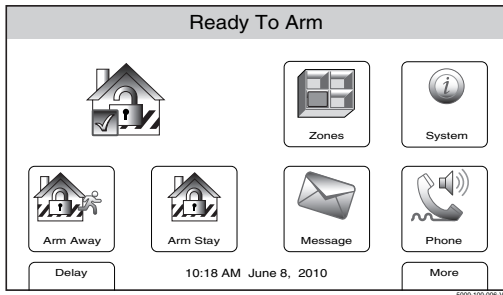 Ready To Arm
Zones
System
Arm Away
Arm Stay
Message
Phone
Delay
10:18 AM June 8, 2010
More